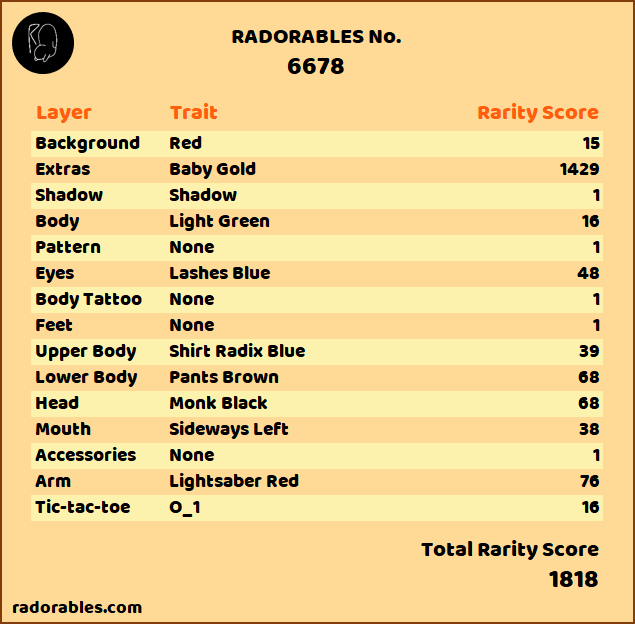 RADORABLES No.
6678
Layer Trait Rarity Score
Background Red 15
Extras Baby Gold 1429
Shadow Shadow 1
Body Light Green 16
Pattern None 1
Eyes Lashes Blue 48
Body Tattoo None 1
Feet None 1
Upper Body Shirt Radix Blue 39
Lower Body Pants Brown 68
Head Monk Black 68
Mouth Sideways Left 38
Accessories None 1
Arm Lightsaber Red 76
Tic-tac-toe O_1 16
Total Rarity Score
1818
radorables.com